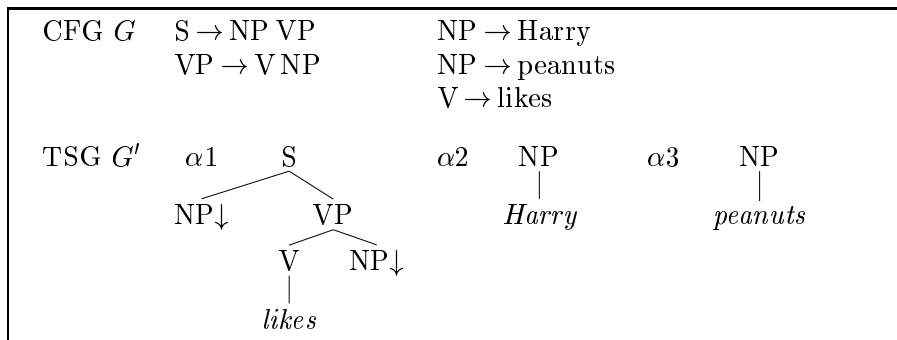 CFG G S → NP VP NP → Harry
VP → V NP NP → peanuts
V → likes
TSG G′ α1 S α2 NP α3 NP
NP↓ VP Harry peanuts
V NP↓
likes